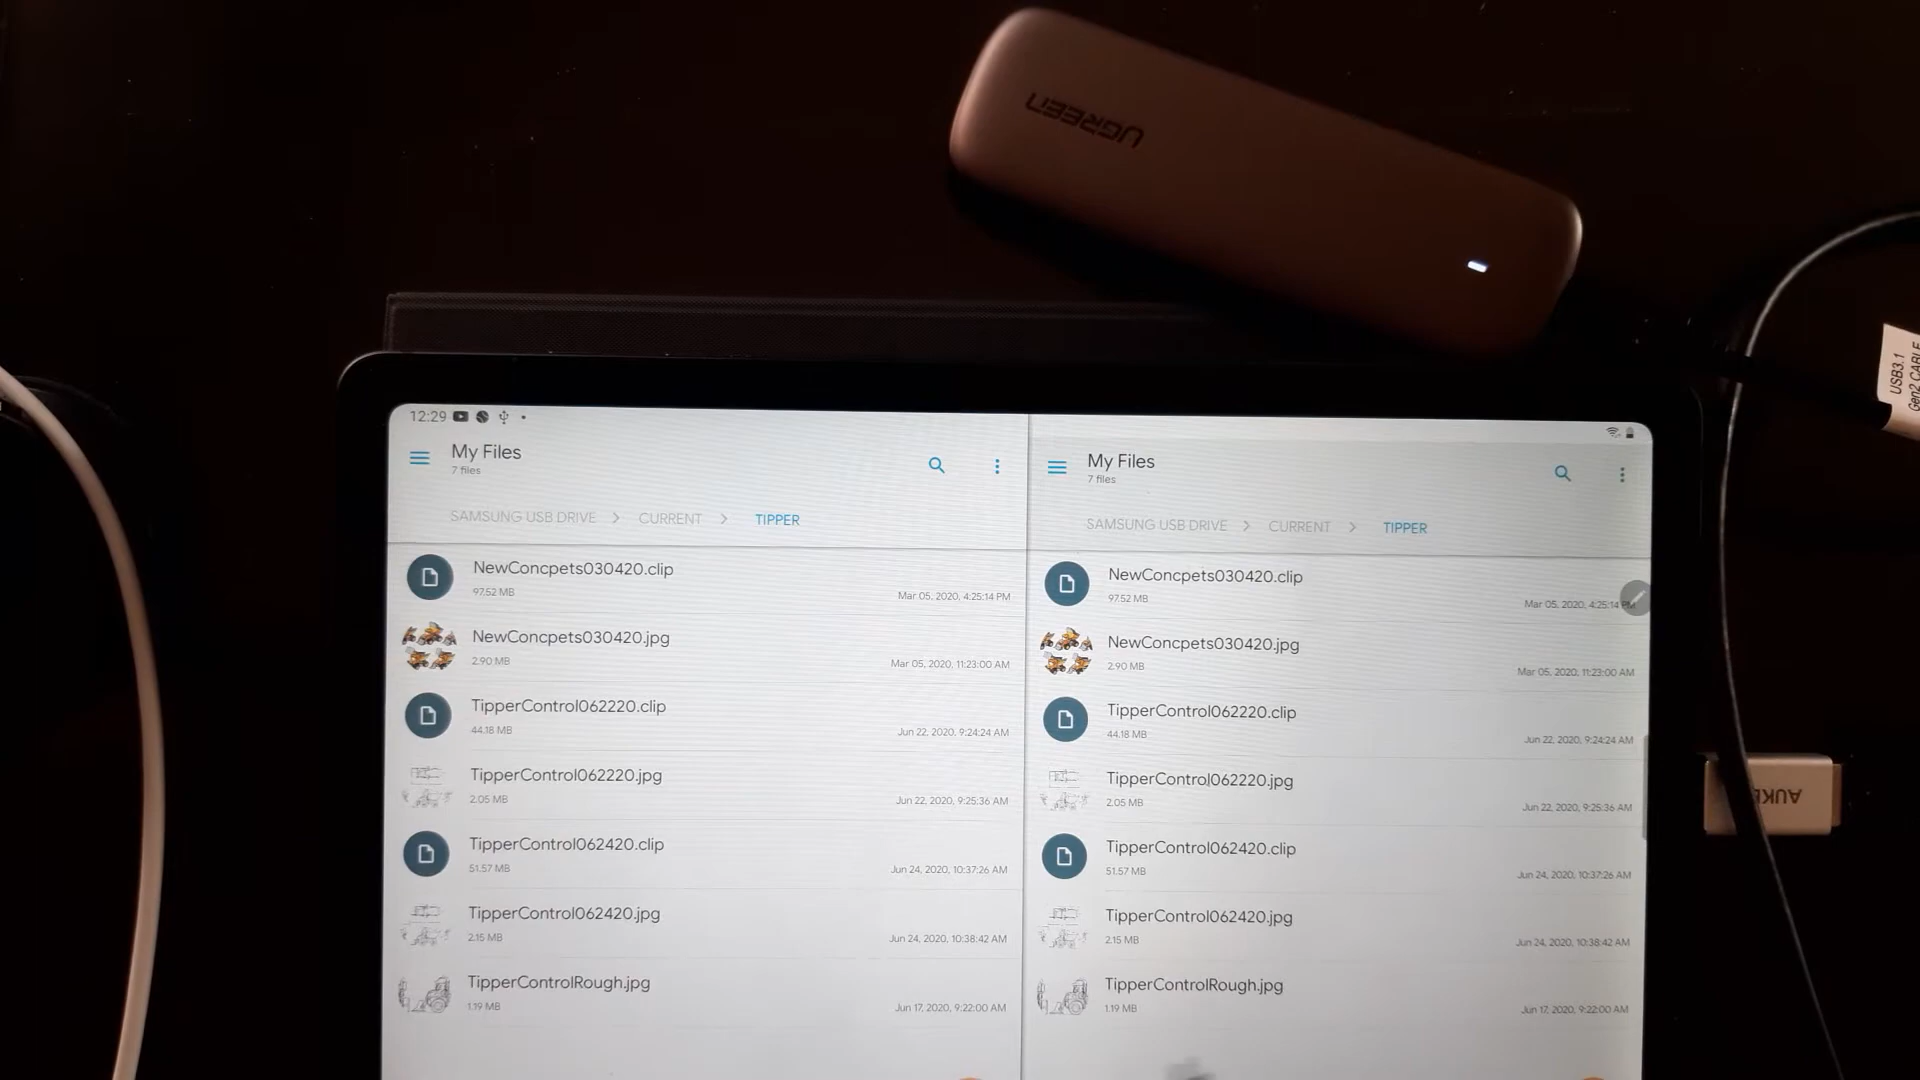 UGREEN
USB3.1
Gen2 CABLE
12:29
My Files
7 files
SAMSUNG USB DRIVE > CURRENT > TIPPER
NewConcpets030420.clip
97.52 MB
Mar 05, 2020, 4:25:14 PM
NewConcpets030420.jpg
2.90 MB
Mar 05, 2020, 11:23:00 AM
TipperControl062220.clip
44.18 MB
Jun 22, 2020, 9:24:24 AM
TipperControl062220.jpg
2.05 MB
Jun 22, 2020, 9:25:36 AM
TipperControl062420.clip
51.57 MB
Jun 24, 2020, 10:37:26 AM
TipperControl062420.jpg
2.15 MB
Jun 24, 2020, 10:38:42 AM
TipperControlRough.jpg
1.19 MB
Jun 17, 2020, 9:22:00 AM
My Files
7 files
SAMSUNG USB DRIVE > CURRENT > TIPPER
NewConcpets030420.clip
97.52 MB
Mar 05, 2020, 4:25:14 PM
NewConcpets030420.jpg
2.90 MB
Mar 05, 2020, 11:23:00 AM
TipperControl062220.clip
44.18 MB
Jun 22, 2020, 9:24:24 AM
TipperControl062220.jpg
2.05 MB
Jun 22, 2020, 9:25:36 AM
TipperControl062420.clip
51.57 MB
Jun 24, 2020, 10:37:26 AM
TipperControl062420.jpg
2.15 MB
Jun 24, 2020, 10:38:42 AM
TipperControlRough.jpg
1.19 MB
Jun 17, 2020, 9:22:00 AM